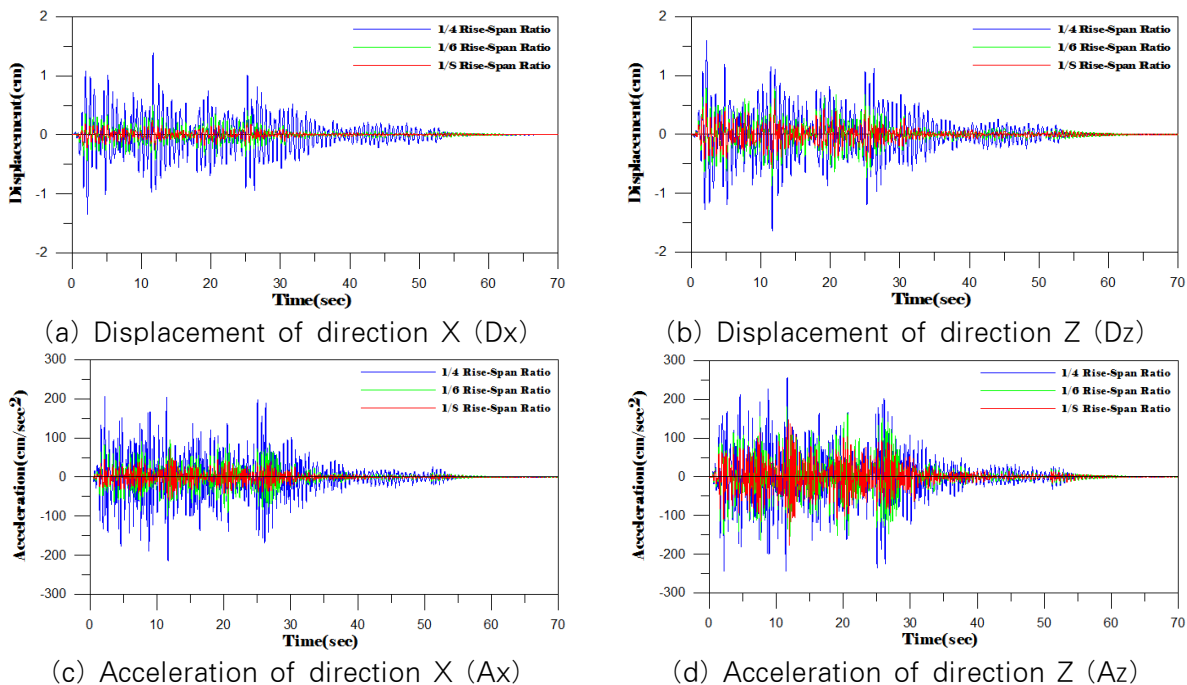 2
1
0
-1
-2
Displacement(cm)
1/4 Rise-Span Ratio
1/6 Rise-Span Ratio
1/8 Rise-Span Ratio
0 10 20 30 40 50 60 70
Time(sec)
(a) Displacement of direction X (Dx)
2
1
0
-1
-2
Displacement(cm)
1/4 Rise-Span Ratio
1/6 Rise-Span Ratio
1/8 Rise-Span Ratio
0 10 20 30 40 50 60 70
Time(sec)
(b) Displacement of direction Z (Dz)
300
200
100
0
-100
-200
-300
Acceleration(cm/sec²)
1/4 Rise-Span Ratio
1/6 Rise-Span Ratio
1/8 Rise-Span Ratio
0 10 20 30 40 50 60 70
Time(sec)
(c) Acceleration of direction X (Ax)
300
200
100
0
-100
-200
-300
Acceleration(cm/sec²)
1/4 Rise-Span Ratio
1/6 Rise-Span Ratio
1/8 Rise-Span Ratio
0 10 20 30 40 50 60 70
Time(sec)
(d) Acceleration of direction Z (Az)